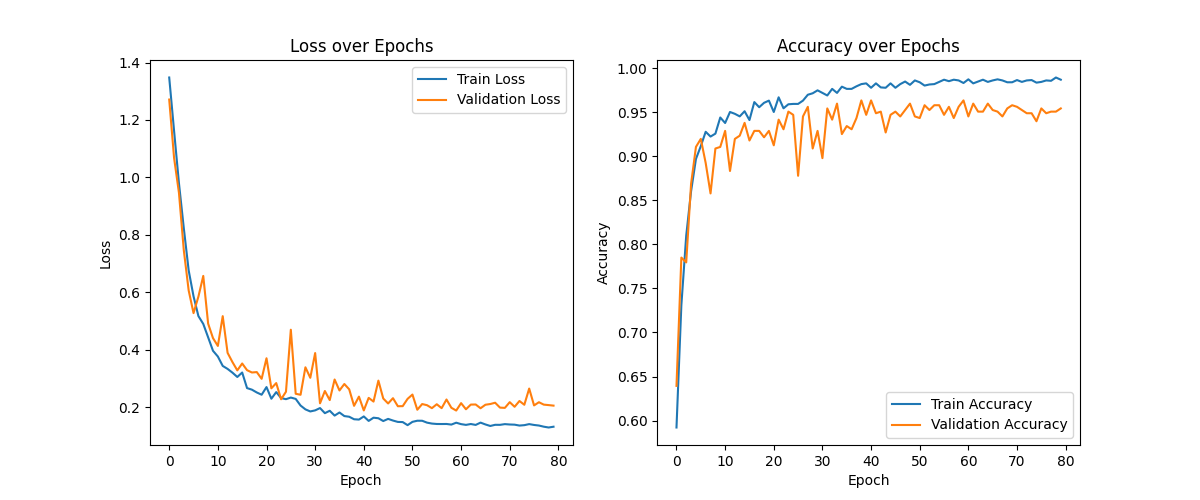 Loss over Epochs
1.4
1.2
1.0
0.8
0.6
0.4
0.2
Loss
Train Loss
Validation Loss
0 10 20 30 40 50 60 70 80
Epoch
Accuracy over Epochs
1.00
0.95
0.90
0.85
0.80
0.75
0.70
0.65
0.60
Accuracy
Train Accuracy
Validation Accuracy
0 10 20 30 40 50 60 70 80
Epoch